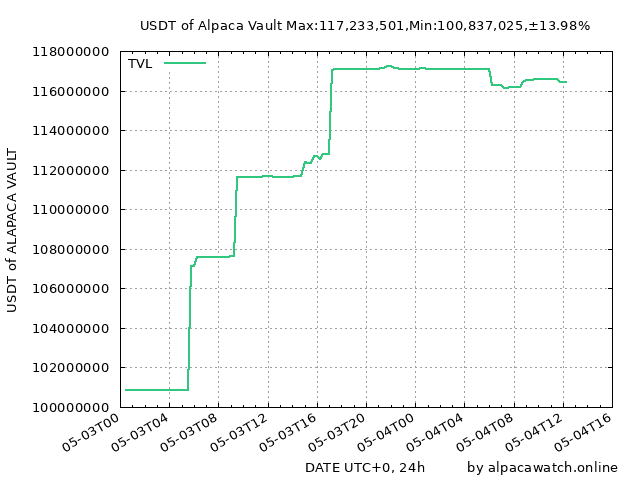 USDT of Alpaca Vault Max:117,233,501,Min:100,837,025,±13.98%
TVL
USDT of ALAPACA VAULT
118000000
116000000
114000000
112000000
110000000
108000000
106000000
104000000
102000000
100000000
05-03T00
05-03T04
05-03T08
05-03T12
05-03T16
05-03T20
05-04T00
05-04T04
05-04T08
05-04T12
05-04T16
DATE UTC+0, 24h
by alpacawatch.online